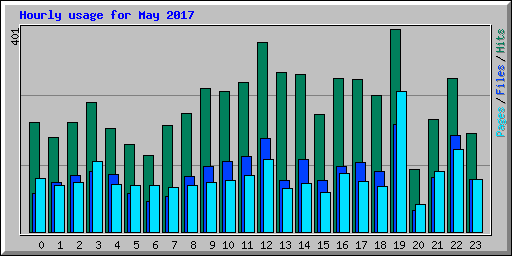 Hourly usage for May 2017
401
Pages/Files/Hits
0 1 2 3 4 5 6 7 8 9 10 11 12 13 14 15 16 17 18 19 20 21 22 23